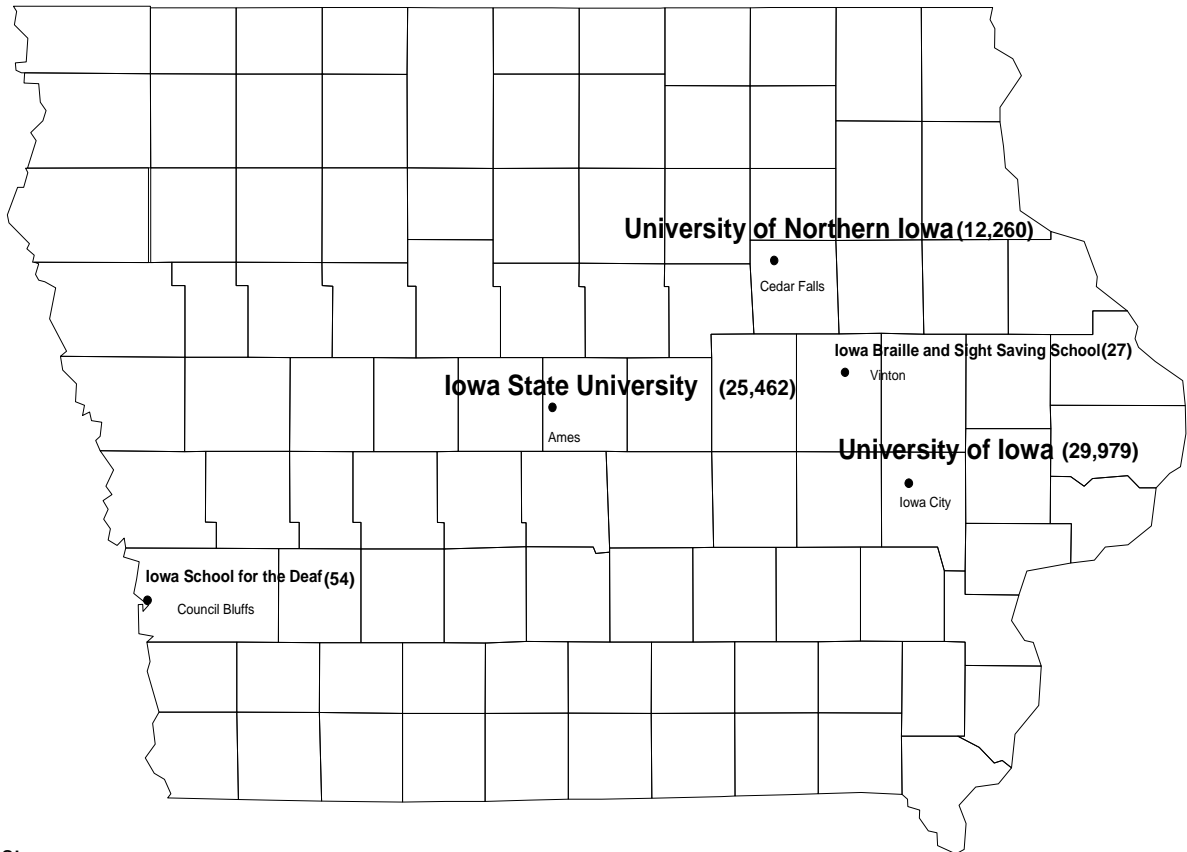 University of Northern Iowa (12,260)
Cedar Falls
Iowa Braille and Sight Saving School (27)
Vinton
Iowa State University (25,462)
Ames
University of Iowa (29,979)
Iowa City
Iowa School for the Deaf (54)
Council Bluffs